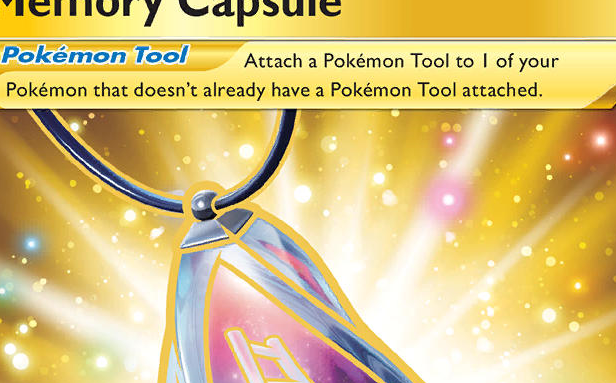 Memory Capsule
Pokémon Tool
Attach a Pokémon Tool to 1 of your
Pokémon that doesn't already have a Pokémon Tool attached.